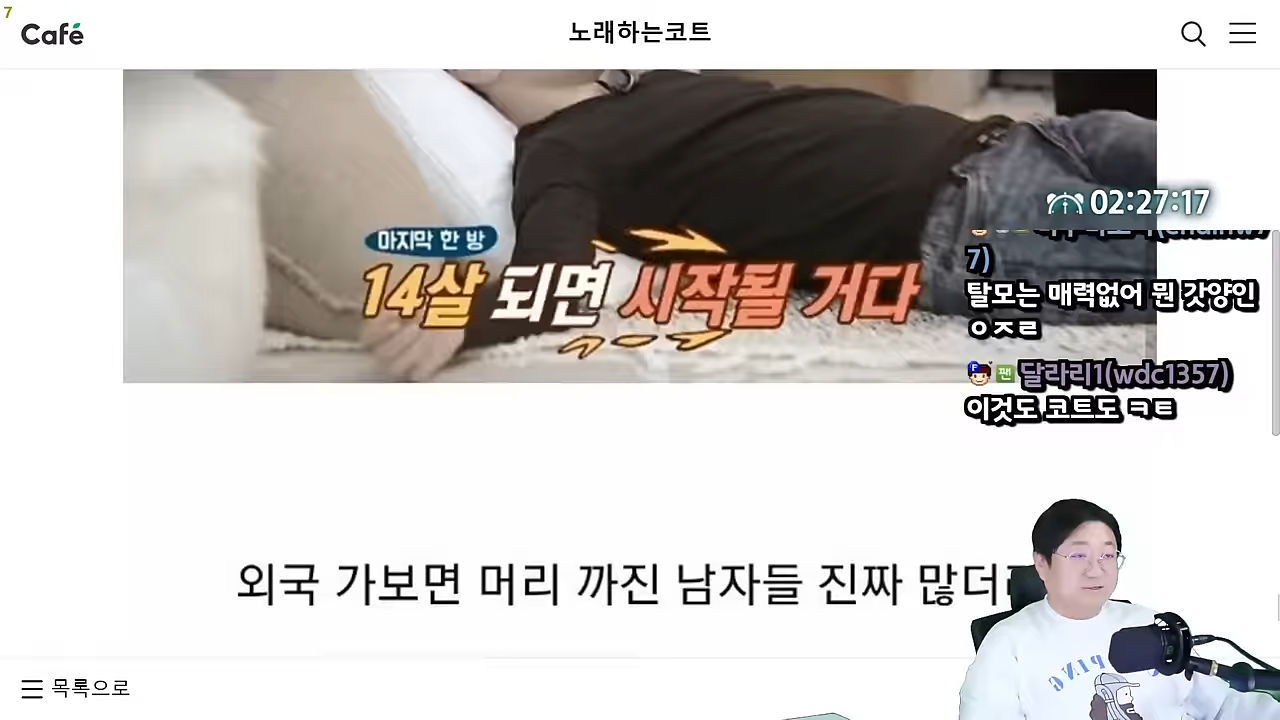 7
Café
노래하는코트
마지막 한 방
14살 되면 시작될 거다
02:27:17
7)
탈모는 매력없어 뭔 갓양인
ㅇㅈㄹ
F 팬 달라리1(wdc1357)
이것도 코트도 ㅋㅌ
외국 가보면 머리 까진 남자들 진짜 많더
목록으로